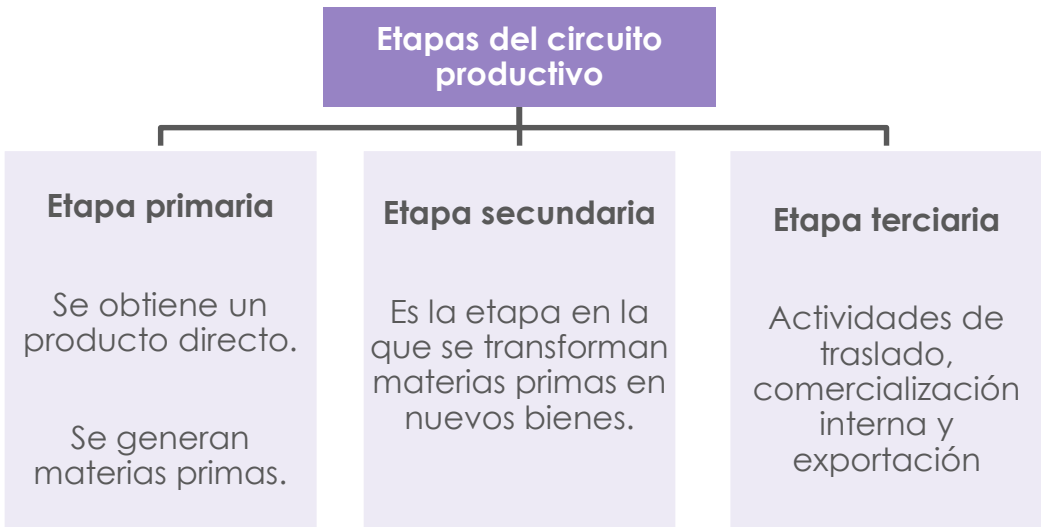 Etapas del circuito
productivo
Etapa primaria
Se obtiene un
producto directo.
Se generan
materias primas.
Etapa secundaria
Es la etapa en la
que se transforman
materias primas en
nuevos bienes.
Etapa terciaria
Actividades de
traslado,
comercialización
interna y
exportación